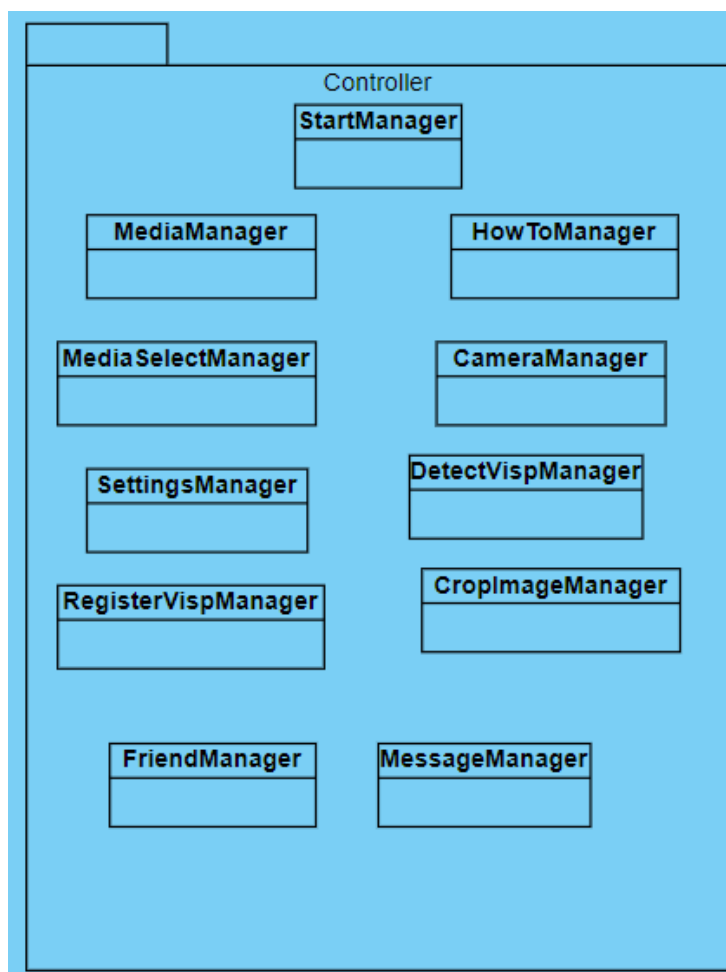 Controller
StartManager
MediaManager
HowToManager
MediaSelectManager
CameraManager
SettingsManager
DetectVispManager
RegisterVispManager
CropImageManager
FriendManager
MessageManager